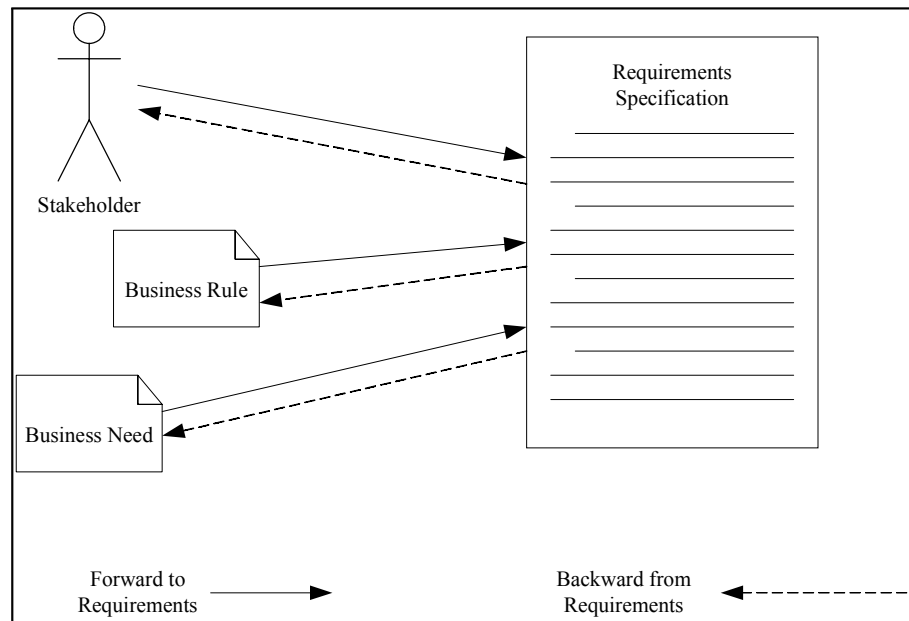 Requirements
Specification
Stakeholder
Business Rule
Business Need
Forward to
Requirements
Backward from
Requirements